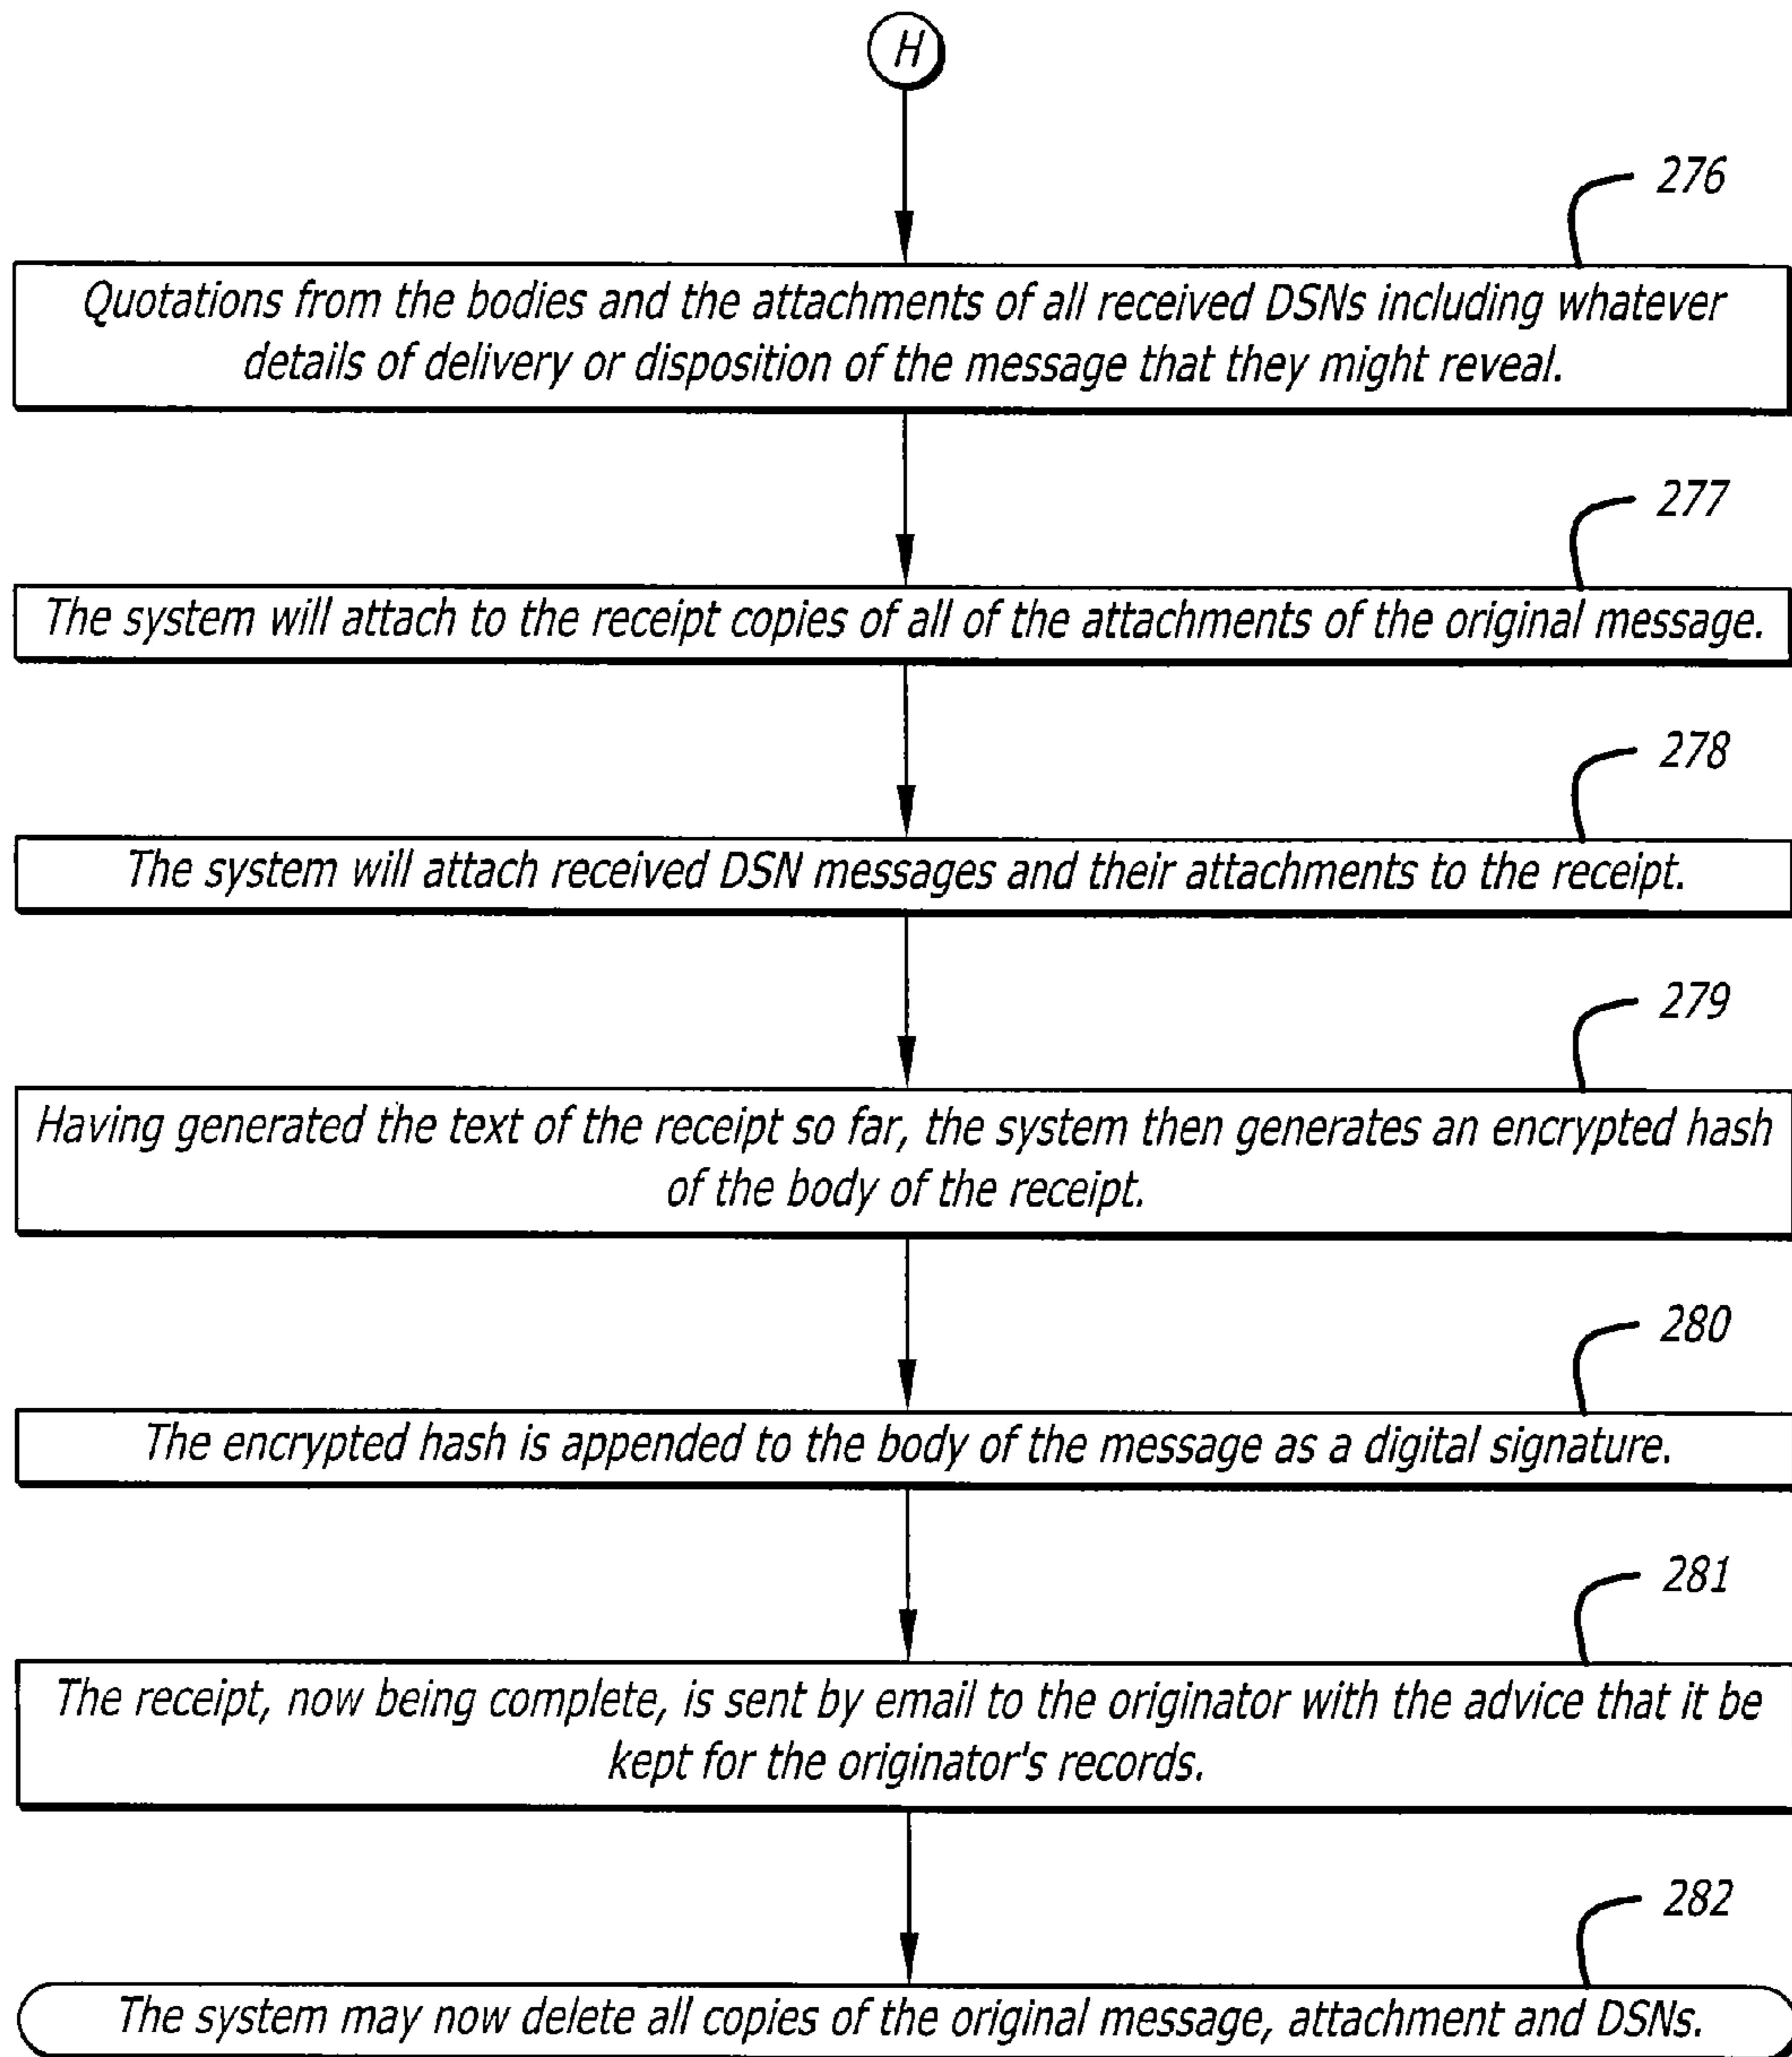 H
276
Quotations from the bodies and the attachments of all received DSNs including whatever
details of delivery or disposition of the message that they might reveal.
277
The system will attach to the receipt copies of all of the attachments of the original message.
278
The system will attach received DSN messages and their attachments to the receipt.
279
Having generated the text of the receipt so far, the system then generates an encrypted hash
of the body of the receipt.
280
The encrypted hash is appended to the body of the message as a digital signature.
281
The receipt, now being complete, is sent by email to the originator with the advice that it be
kept for the originator's records.
282
The system may now delete all copies of the original message, attachment and DSNs.